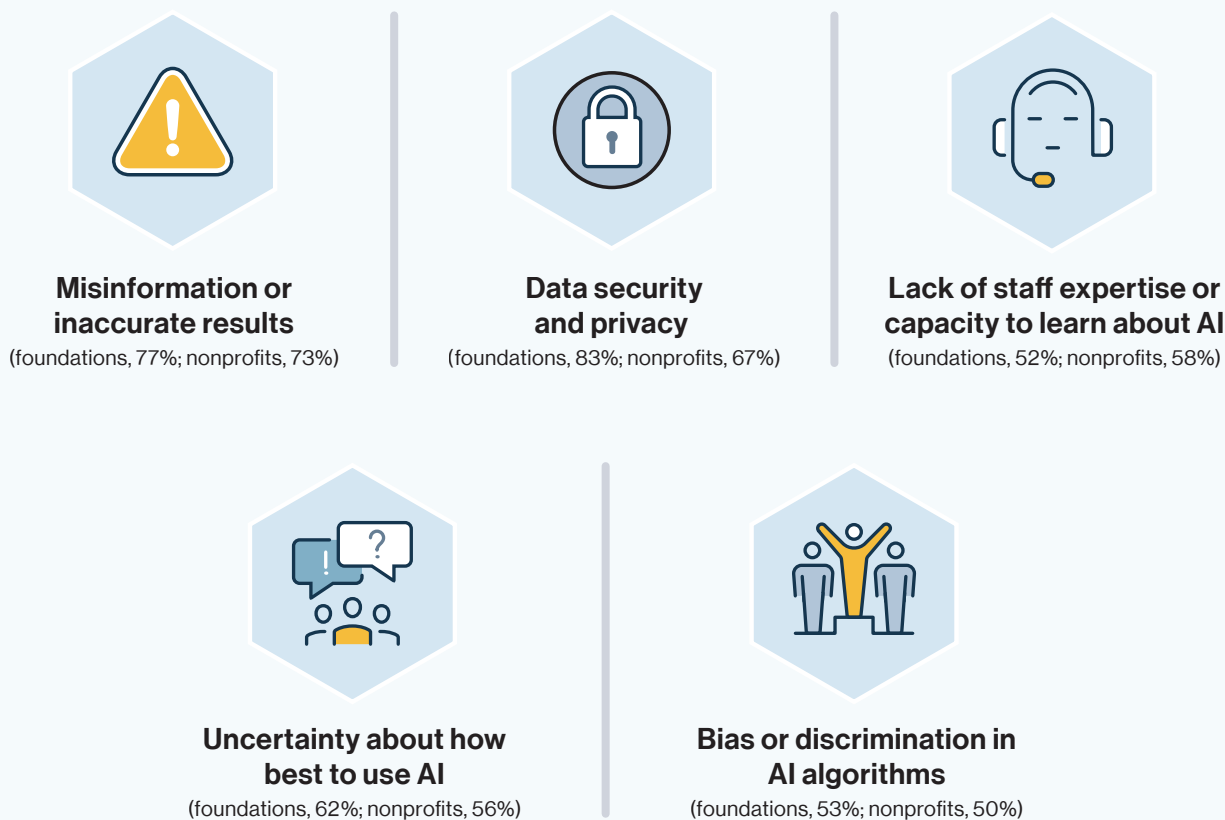 !
Misinformation or
inaccurate results
(foundations, 77%; nonprofits, 73%)
Data security
and privacy
(foundations, 83%; nonprofits, 67%)
Lack of staff expertise or
capacity to learn about AI
(foundations, 52%; nonprofits, 58%)
! ?
Uncertainty about how
best to use AI
(foundations, 62%; nonprofits, 56%)
Bias or discrimination in
AI algorithms
(foundations, 53%; nonprofits, 50%)